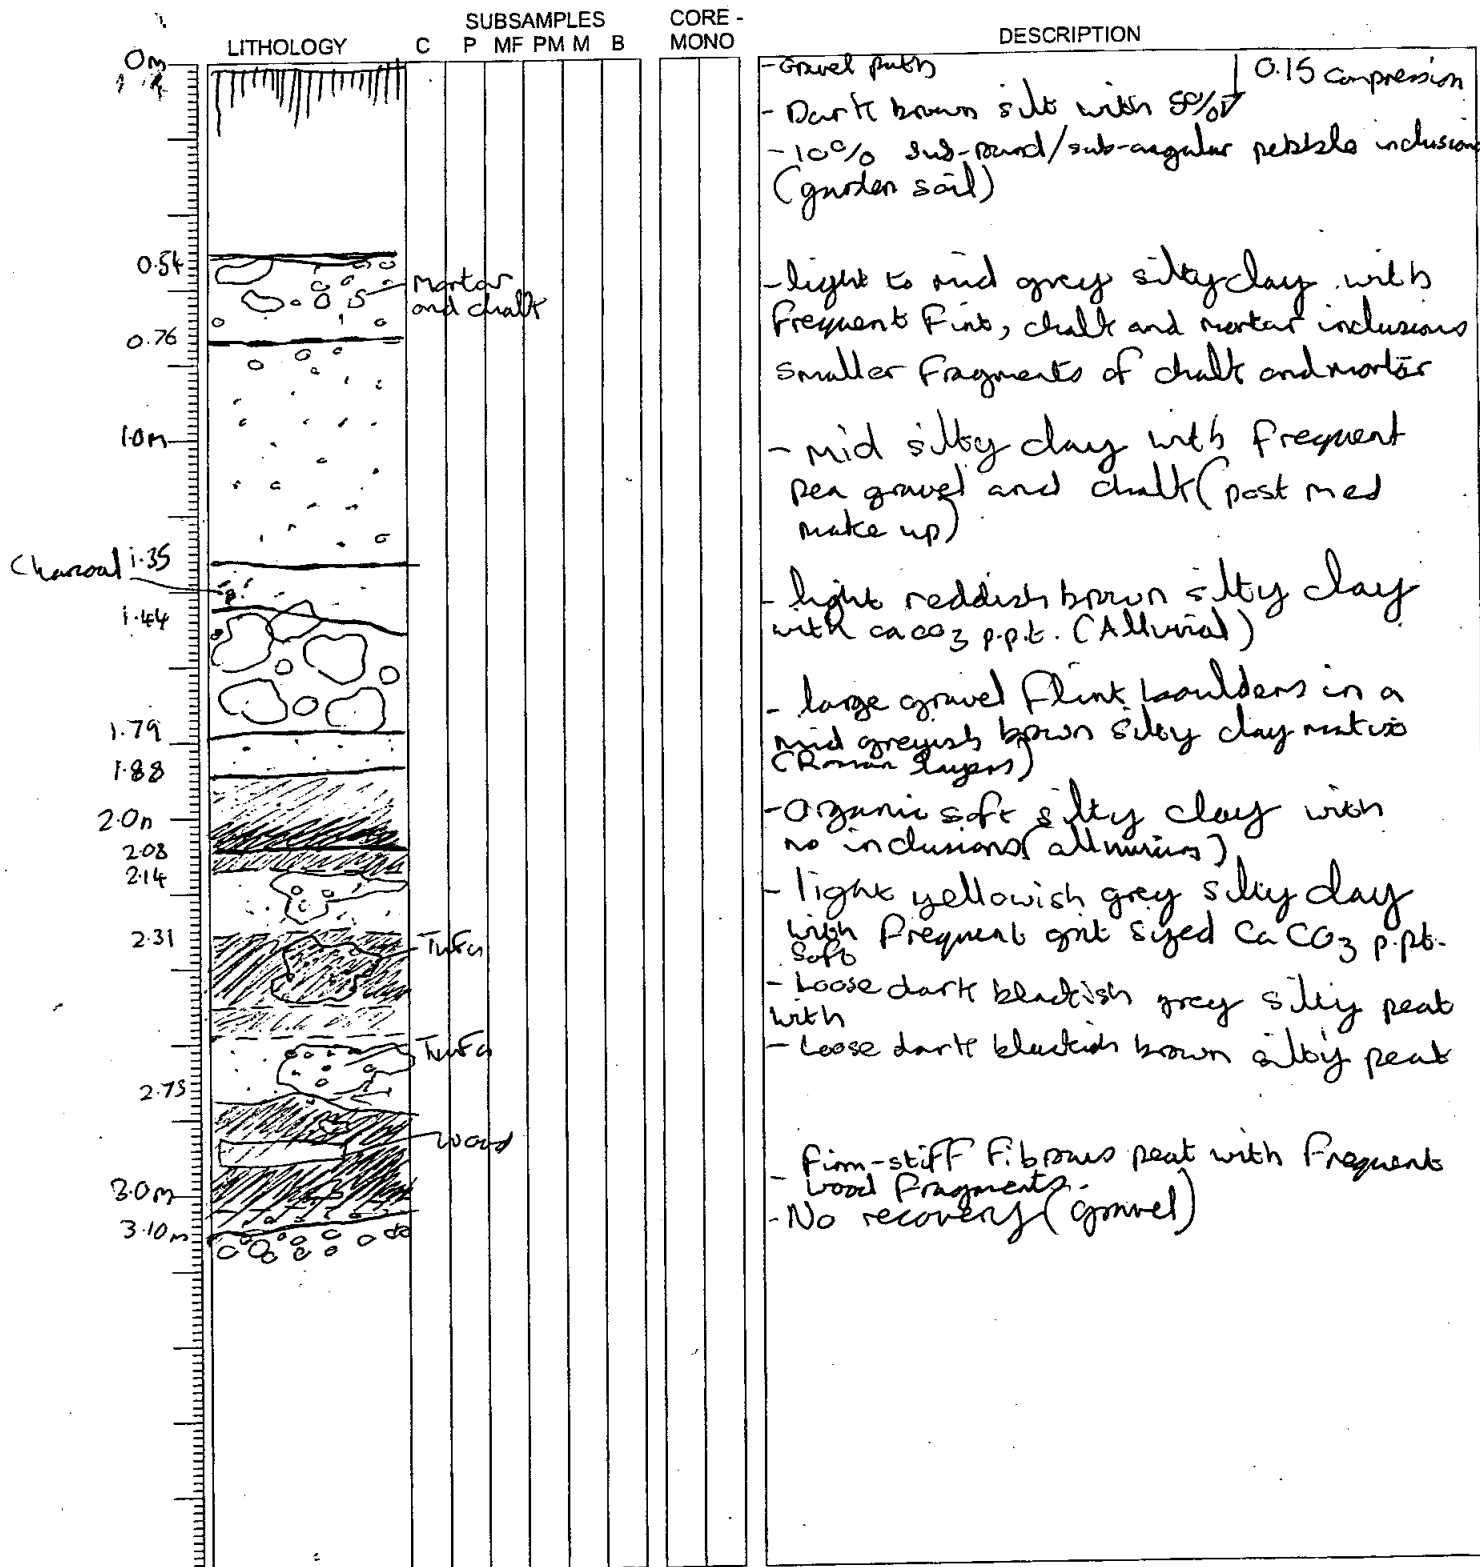 SUBSAMPLES
CORE -
LITHOLOGY C P MF PM M B MONO DESCRIPTION
0m
- Gravel path
0.15 compression
- Dark brown silt with 5%
- 10% sub-round/sub-angular pebble inclusions
(garden soil)
0.54
mortar
and chalk
0.76
- light to mid grey silty clay with
frequent Fint, chalk and mortar inclusions
smaller fragments of chalk and mortar
1.0m
- mid silty clay with frequent
pea gravel and chalk (post med
make up)
Charcoal 1.35
1.44
- light reddish brown silty clay
with CaCO3 p.p.t. (Alluvial)
1.79
- large gravel flint boulders in a
mid greyish brown silty clay matrix
(Roman layers)
1.88
2.0m
- Organic soft silty clay with
no inclusions (alluvium)
2.08
2.14
- light yellowish grey silty clay
with frequent grit sized CaCO3 p.pt.
soft
2.31
Tufa
- Loose dark blackish grey silty peat
with
Tufa
- Loose dark blackish brown silty peat
2.75
Wood
- Firm-stiff fibrous peat with frequent
wood fragments.
3.0m
- No recovery (gravel)
3.10m